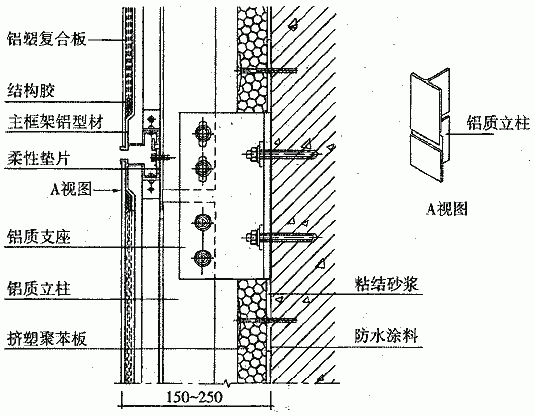 铝塑复合板
结构胶
主框架铝型材
柔性垫片
A视图
铝质支座
铝质立柱
挤塑聚苯板
150~250
粘结砂浆
防水涂料
铝质立柱
A视图